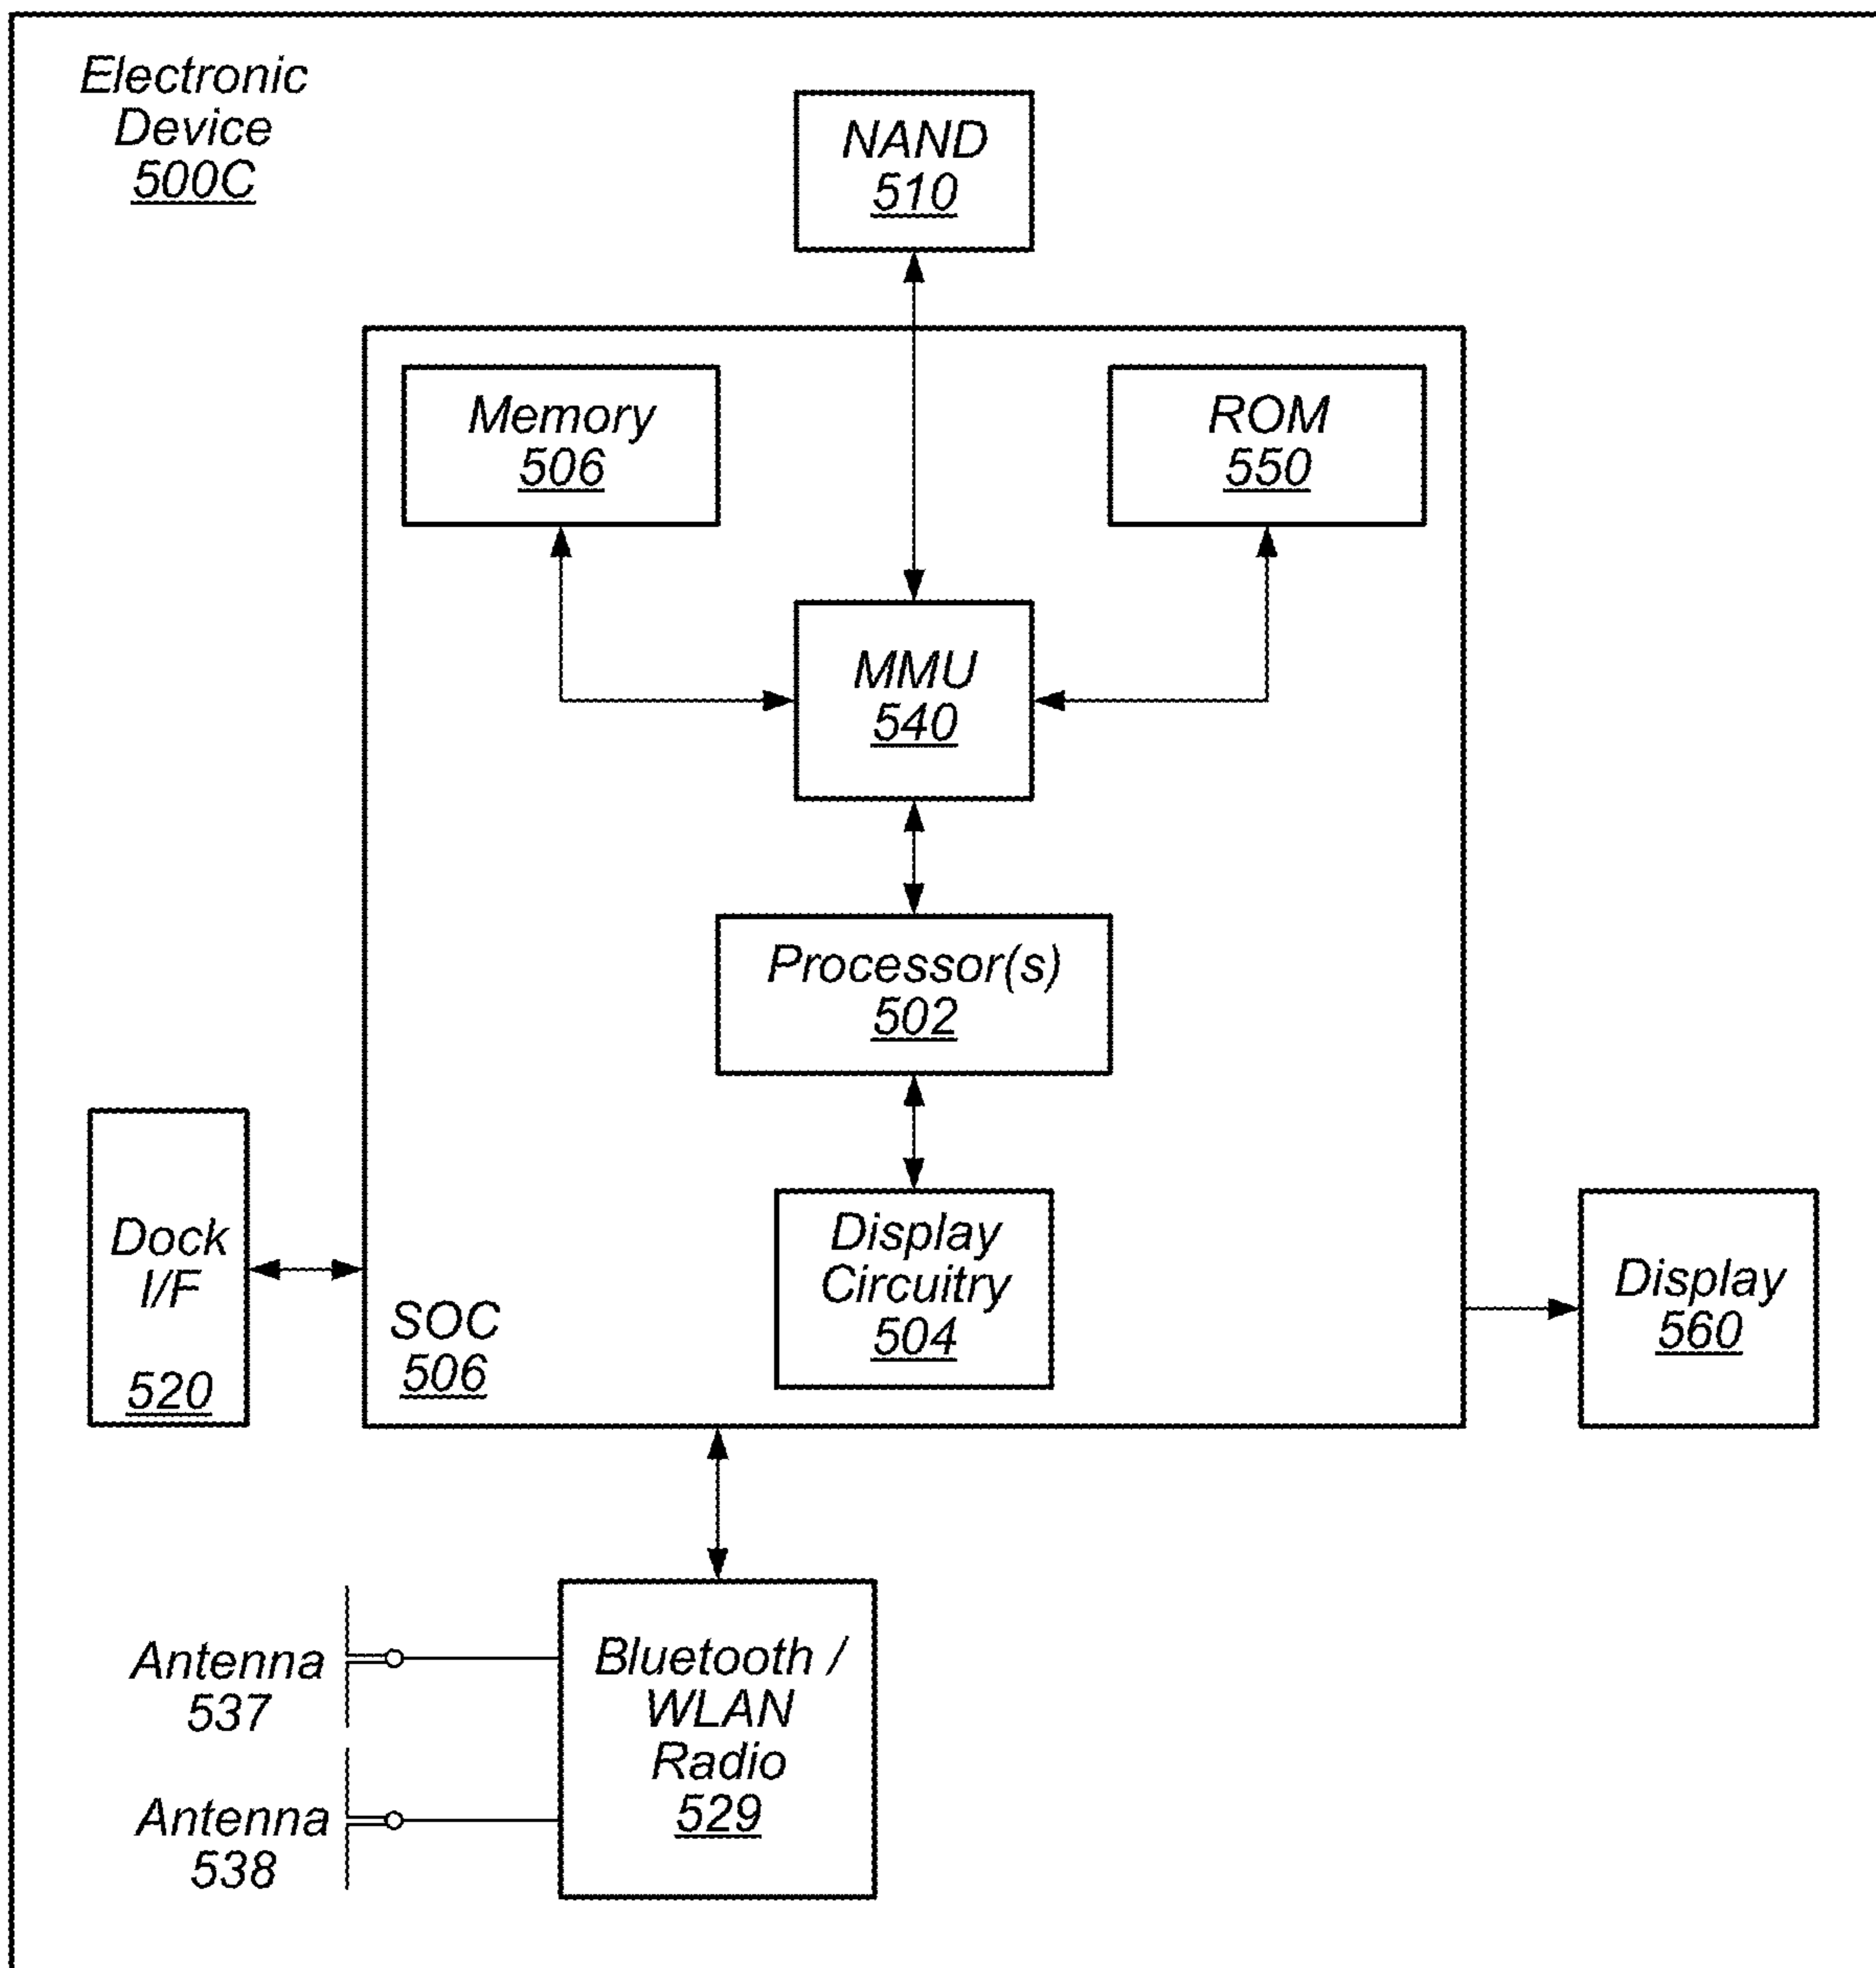 Electronic
Device
500C
NAND
510
Memory
506
ROM
550
MMU
540
Processor(s)
502
Dock
I/F
520
Display
Circuitry
504
SOC
506
Display
560
Antenna
537
Antenna
538
Bluetooth /
WLAN
Radio
529